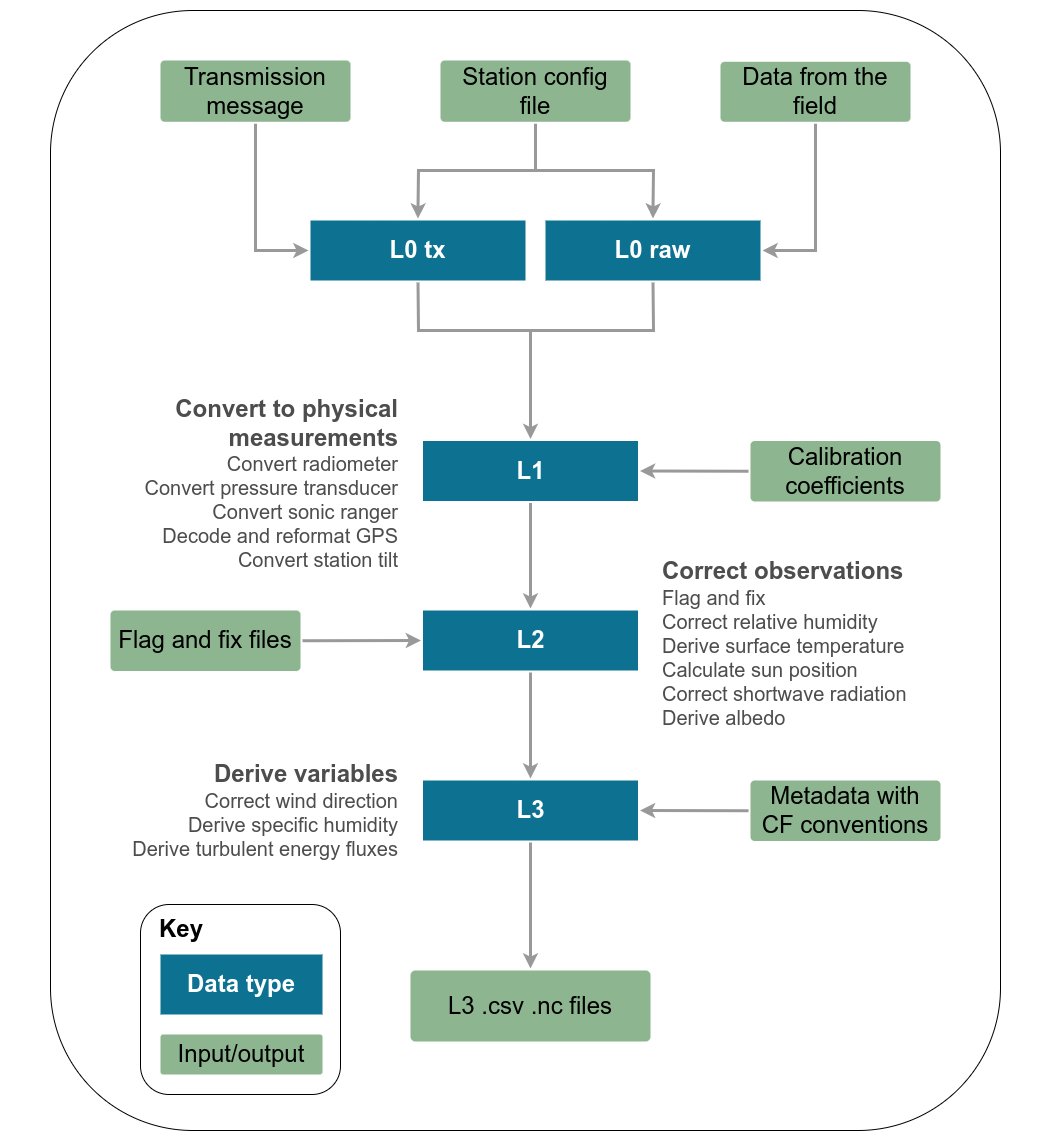 Transmission
message
Station config
file
Data from the
field
L0 tx
L0 raw
Convert to physical
measurements
Convert radiometer
Convert pressure transducer
Convert sonic ranger
Decode and reformat GPS
Convert station tilt
L1
Calibration
coefficients
Correct observations
Flag and fix
Correct relative humidity
Derive surface temperature
Calculate sun position
Correct shortwave radiation
Derive albedo
Flag and fix files
L2
Derive variables
Correct wind direction
Derive specific humidity
Derive turbulent energy fluxes
L3
Metadata with
CF conventions
Key
Data type
Input/output
L3 .csv .nc files